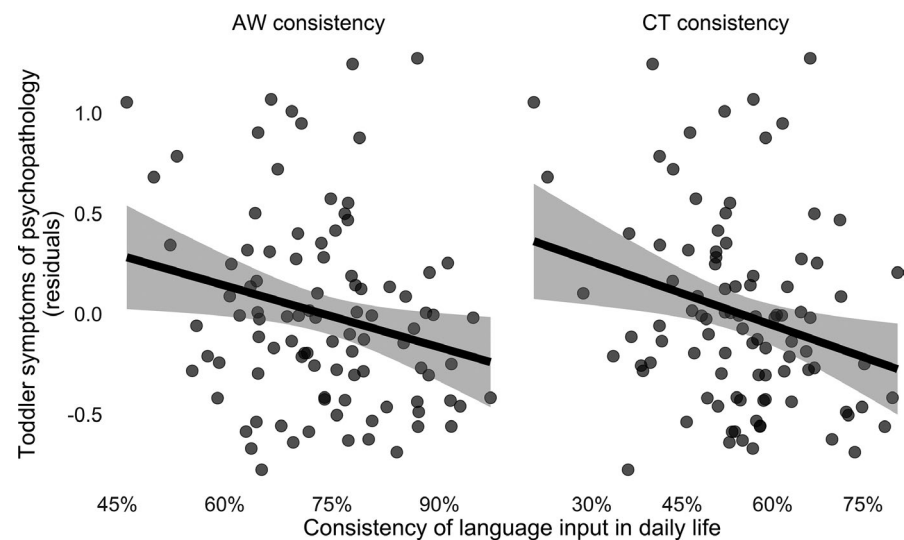 AW consistency
CT consistency
Toddler symptoms of psychopathology
(residuals)
1.0
0.5
0.0
-0.5
45%
60%
75%
90%
30%
45%
60%
75%
Consistency of language input in daily life